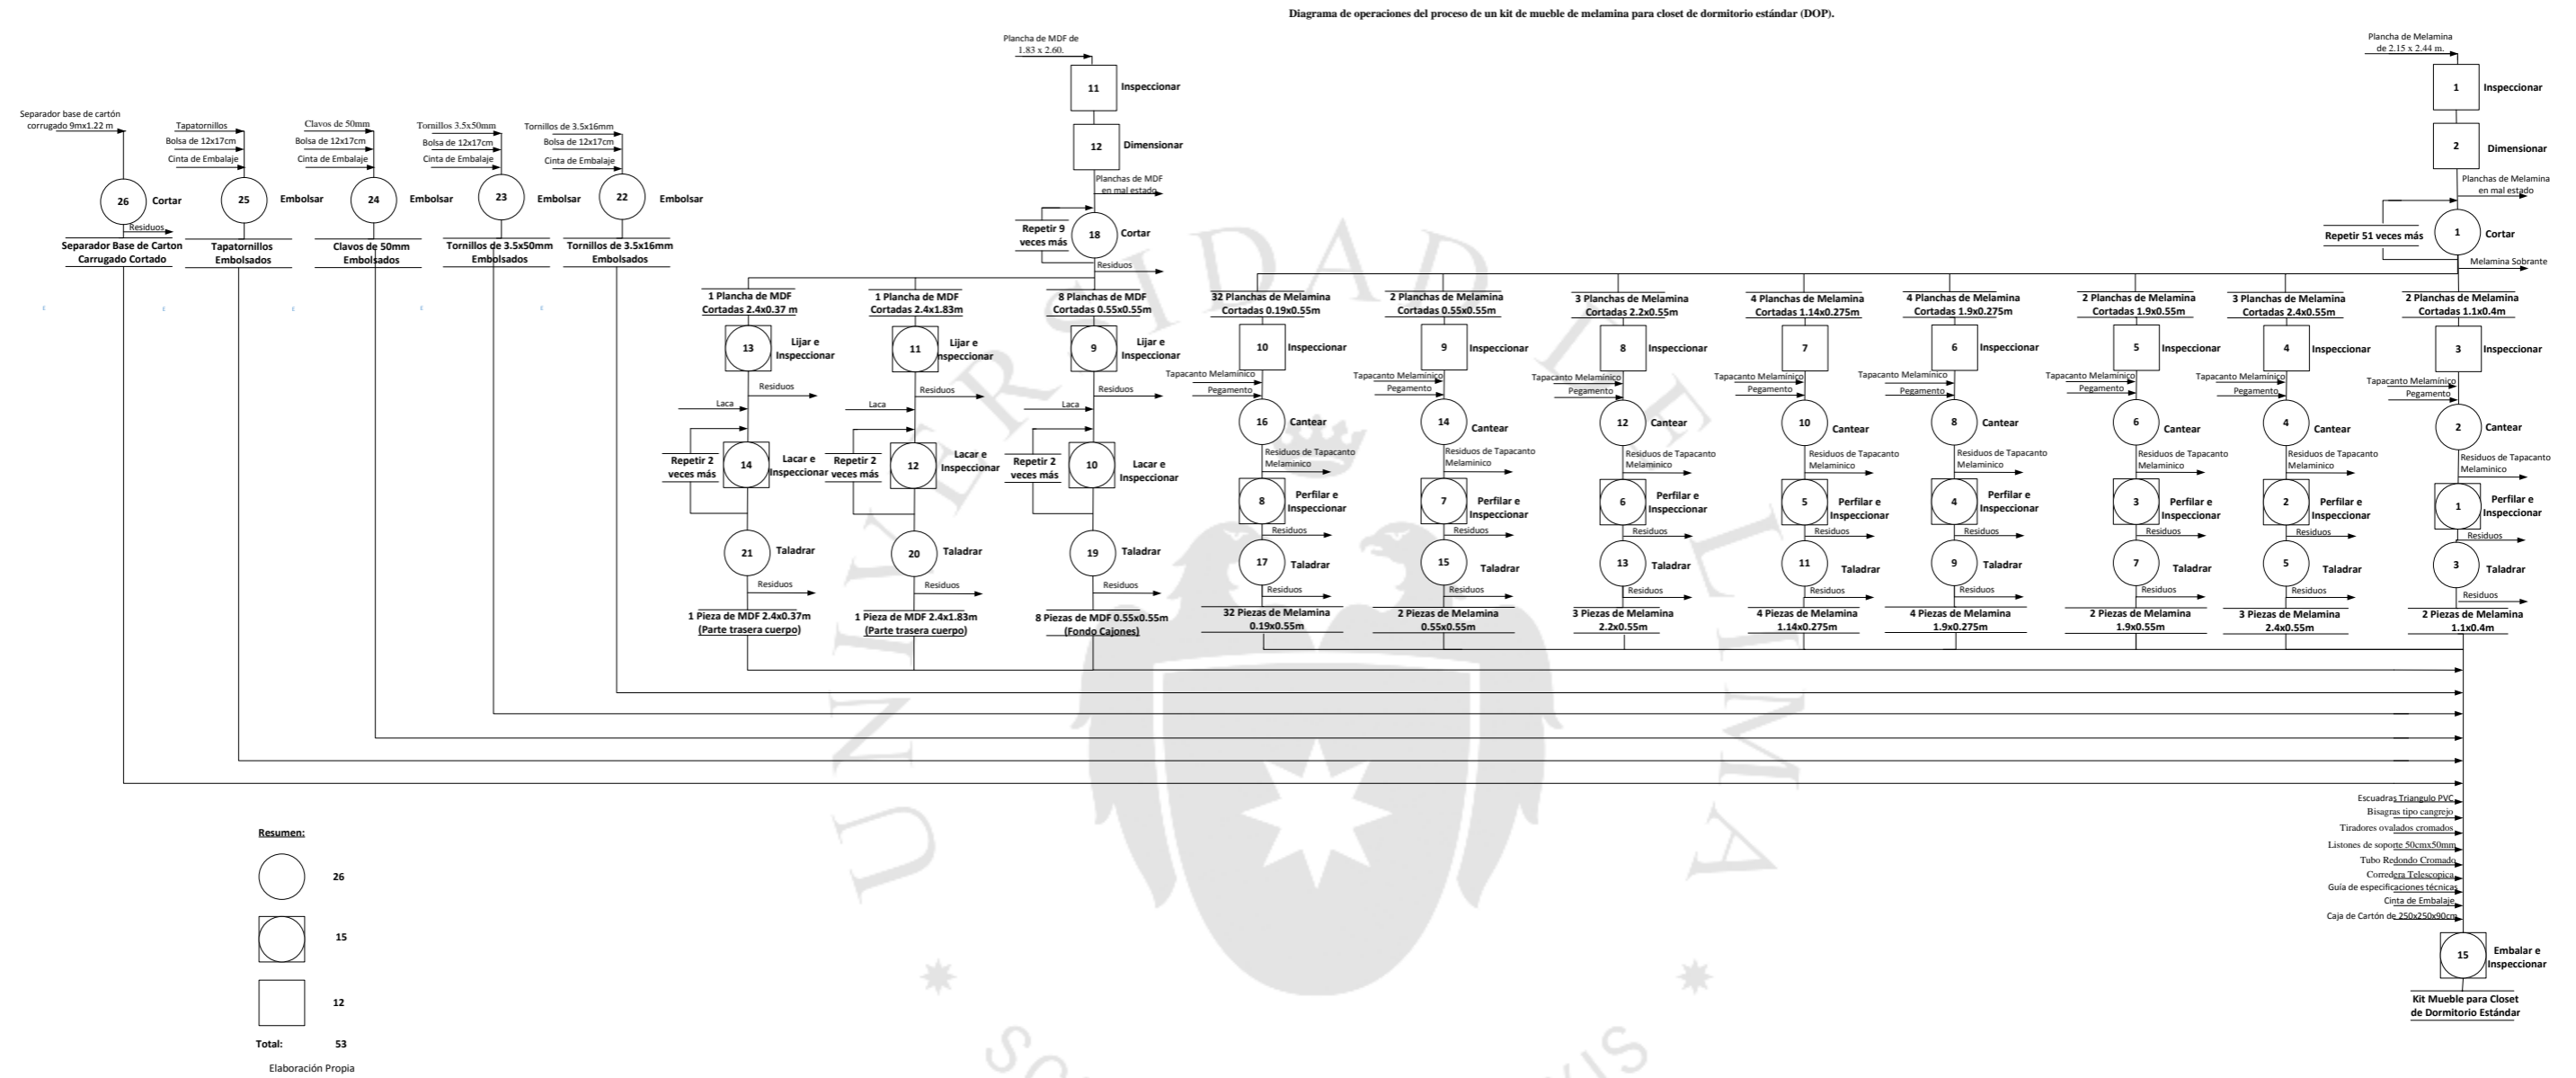 Diagrama de operaciones del proceso de un kit de mueble de melamina para closet de dormitorio estándar (DOP).
Separador base de cartón
corrugado 9mx1.22 m
26
Cortar
Residuos
Separador Base de Carton
Carrugado Cortado
Tapatornillos
Bolsa de 12x17cm
Cinta de Embalaje
25
Embolsar
Tapatornillos
Embolsados
Clavos de 50mm
Bolsa de 12x17cm
Cinta de Embalaje
24
Embolsar
Clavos de 50mm
Embolsados
Tornillos 3.5x50mm
Bolsa de 12x17cm
Cinta de Embalaje
23
Embolsar
Tornillos de 3.5x50mm
Embolsados
Tornillos de 3.5x16mm
Bolsa de 12x17cm
Cinta de Embalaje
22
Embolsar
Tornillos de 3.5x16mm
Embolsados
Plancha de MDF de
1.83 x 2.60.
11
Inspeccionar
12
Dimensionar
Planchas de MDF
en mal estado
Repetir 9
veces más
18
Cortar
Residuos
1 Plancha de MDF
Cortadas 2.4x0.37 m
13
Lijar e
Inspeccionar
Residuos
Laca
Repetir 2
veces más
14
Lacar e
Inspeccionar
21
Taladrar
Residuos
1 Pieza de MDF 2.4x0.37m
(Parte trasera cuerpo)
1 Plancha de MDF
Cortadas 2.4x1.83m
11
Lijar e
Inspeccionar
Residuos
Laca
Repetir 2
veces más
12
Lacar e
Inspeccionar
20
Taladrar
Residuos
1 Pieza de MDF 2.4x1.83m
(Parte trasera cuerpo)
8 Planchas de MDF
Cortadas 0.55x0.55m
9
Lijar e
Inspeccionar
Residuos
Laca
Repetir 2
veces más
10
Lacar e
Inspeccionar
19
Taladrar
Residuos
8 Piezas de MDF 0.55x0.55m
(Fondo Cajones)
Plancha de Melamina
de 2.15 x 2.44 m.
1
Inspeccionar
2
Dimensionar
Planchas de Melamina
en mal estado
Repetir 51 veces más
1
Cortar
Melamina Sobrante
32 Planchas de Melamina
Cortadas 0.19x0.55m
10
Inspeccionar
Tapacanto Melamínico
Pegamento
16
Cantear
Residuos de Tapacanto
Melaminico
8
Perfilar e
Inspeccionar
Residuos
17
Taladrar
Residuos
32 Piezas de Melamina
0.19x0.55m
2 Planchas de Melamina
Cortadas 0.55x0.55m
9
Inspeccionar
Tapacanto Melamínico
Pegamento
14
Cantear
Residuos de Tapacanto
Melaminico
7
Perfilar e
Inspeccionar
Residuos
15
Taladrar
Residuos
2 Piezas de Melamina
0.55x0.55m
3 Planchas de Melamina
Cortadas 2.2x0.55m
8
Inspeccionar
Tapacanto Melamínico
Pegamento
12
Cantear
Residuos de Tapacanto
Melaminico
6
Perfilar e
Inspeccionar
Residuos
13
Taladrar
Residuos
3 Piezas de Melamina
2.2x0.55m
4 Planchas de Melamina
Cortadas 1.14x0.275m
7
Inspeccionar
Tapacanto Melamínico
Pegamento
10
Cantear
Residuos de Tapacanto
Melaminico
5
Perfilar e
Inspeccionar
Residuos
11
Taladrar
Residuos
4 Piezas de Melamina
1.14x0.275m
4 Planchas de Melamina
Cortadas 1.9x0.275m
6
Inspeccionar
Tapacanto Melamínico
Pegamento
8
Cantear
Residuos de Tapacanto
Melaminico
4
Perfilar e
Inspeccionar
Residuos
9
Taladrar
Residuos
4 Piezas de Melamina
1.9x0.275m
2 Planchas de Melamina
Cortadas 1.9x0.55m
5
Inspeccionar
Tapacanto Melamínico
Pegamento
6
Cantear
Residuos de Tapacanto
Melaminico
3
Perfilar e
Inspeccionar
Residuos
7
Taladrar
Residuos
2 Piezas de Melamina
1.9x0.55m
3 Planchas de Melamina
Cortadas 2.4x0.55m
4
Inspeccionar
Tapacanto Melamínico
Pegamento
4
Cantear
Residuos de Tapacanto
Melaminico
2
Perfilar e
Inspeccionar
Residuos
5
Taladrar
Residuos
3 Piezas de Melamina
2.4x0.55m
2 Planchas de Melamina
Cortadas 1.1x0.4m
3
Inspeccionar
Tapacanto Melamínico
Pegamento
2
Cantear
Residuos de Tapacanto
Melaminico
1
Perfilar e
Inspeccionar
Residuos
3
Taladrar
Residuos
2 Piezas de Melamina
1.1x0.4m
Escuadras Triangulo PVC
Bisagras tipo cangrejo
Tiradores ovalados cromados
Listones de soporte 50cmx50mm
Tubo Redondo Cromado
Corredera Telescopica
Guía de especificaciones técnicas
Cinta de Embalaje
Caja de Cartón de 250x250x90cm
15
Embalar e
Inspeccionar
Kit Mueble para Closet
de Dormitorio Estándar
Resumen:
26
15
12
Total: 53
Elaboración Propia
UNIVERSIDAD DE LIMA